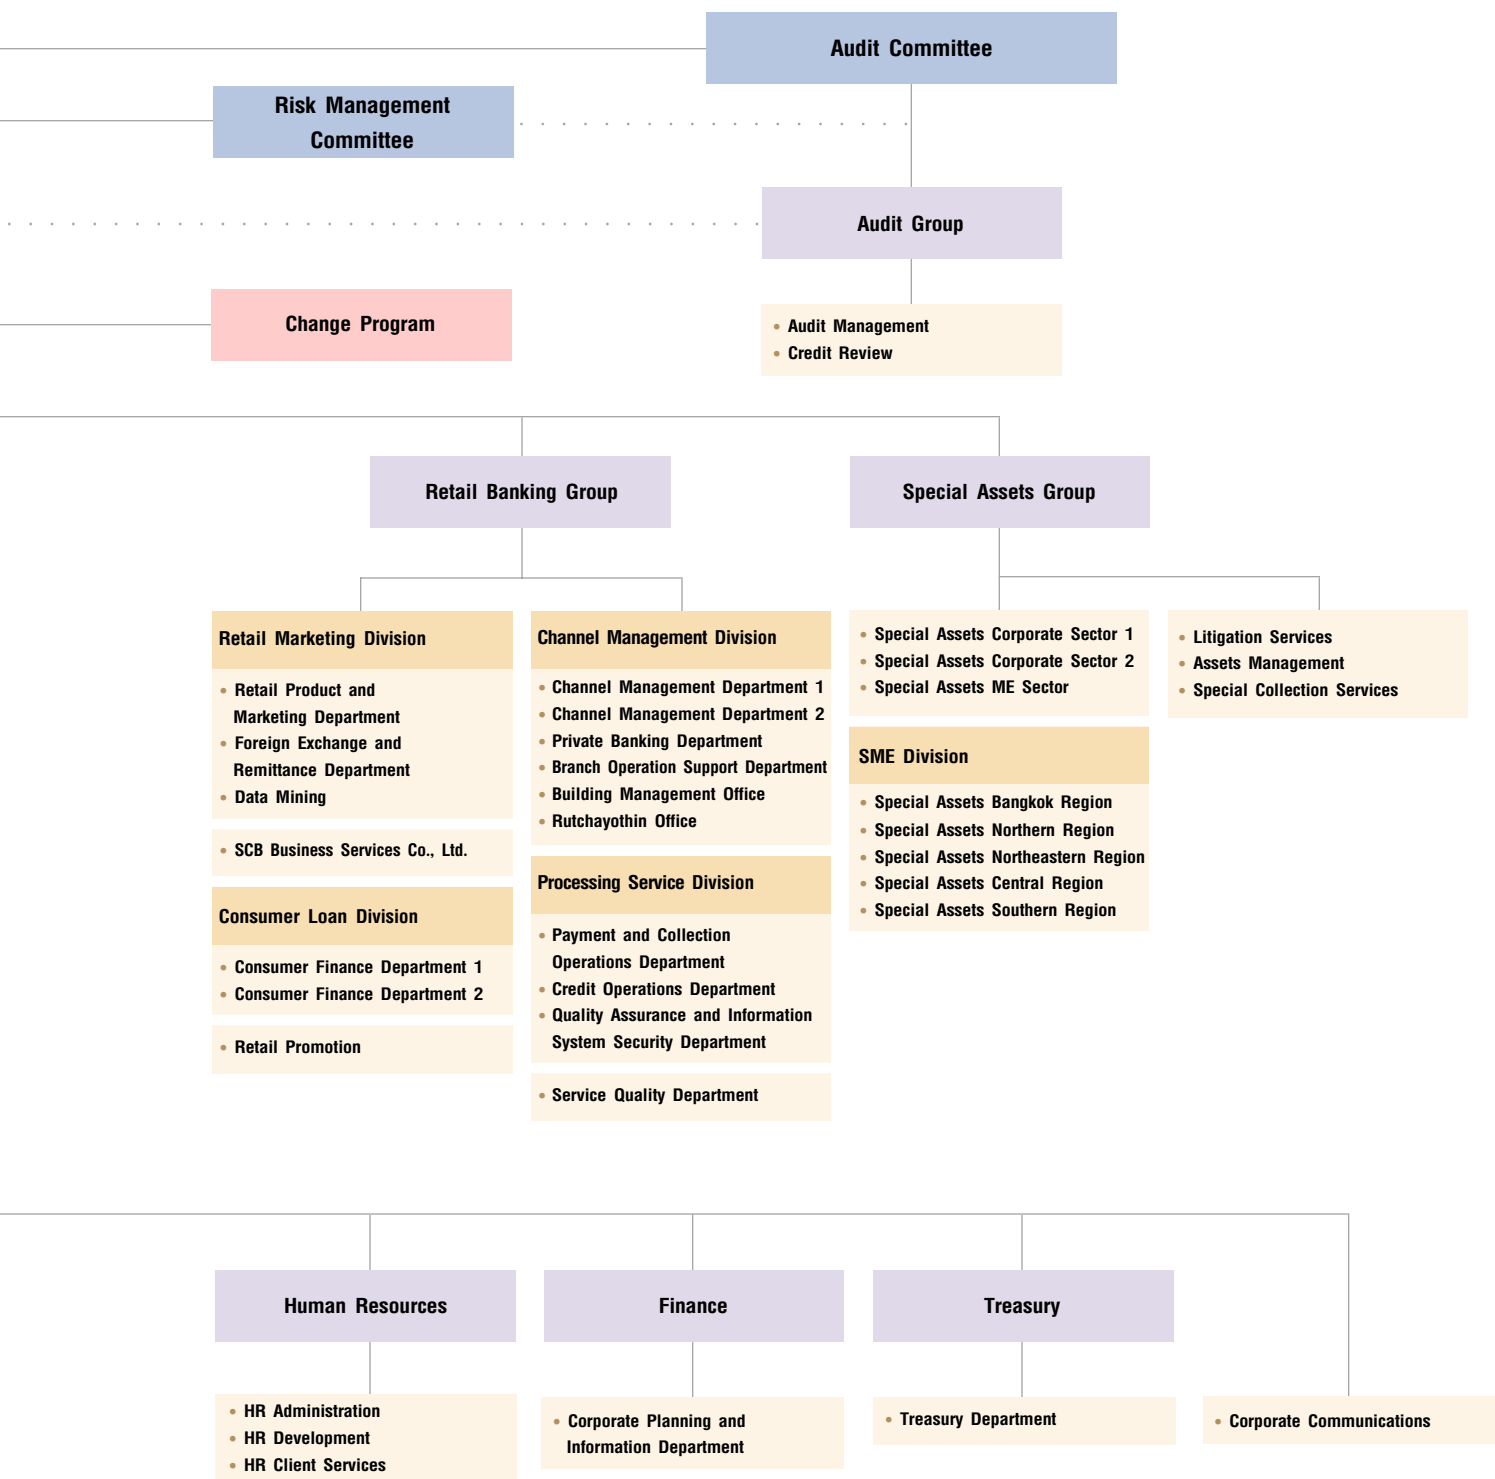 Audit Committee
Risk Management
Committee
Audit Group
Change Program
• Audit Management
• Credit Review
Retail Banking Group
Special Assets Group
Retail Marketing Division
• Retail Product and
Marketing Department
• Foreign Exchange and
Remittance Department
• Data Mining
• SCB Business Services Co., Ltd.
Consumer Loan Division
• Consumer Finance Department 1
• Consumer Finance Department 2
• Retail Promotion
Channel Management Division
• Channel Management Department 1
• Channel Management Department 2
• Private Banking Department
• Branch Operation Support Department
• Building Management Office
• Rutchayothin Office
Processing Service Division
• Payment and Collection
Operations Department
• Credit Operations Department
• Quality Assurance and Information
System Security Department
• Service Quality Department
• Special Assets Corporate Sector 1
• Special Assets Corporate Sector 2
• Special Assets ME Sector
SME Division
• Special Assets Bangkok Region
• Special Assets Northern Region
• Special Assets Northeastern Region
• Special Assets Central Region
• Special Assets Southern Region
• Litigation Services
• Assets Management
• Special Collection Services
Human Resources
• HR Administration
• HR Development
• HR Client Services
Finance
• Corporate Planning and
Information Department
Treasury
• Treasury Department
• Corporate Communications